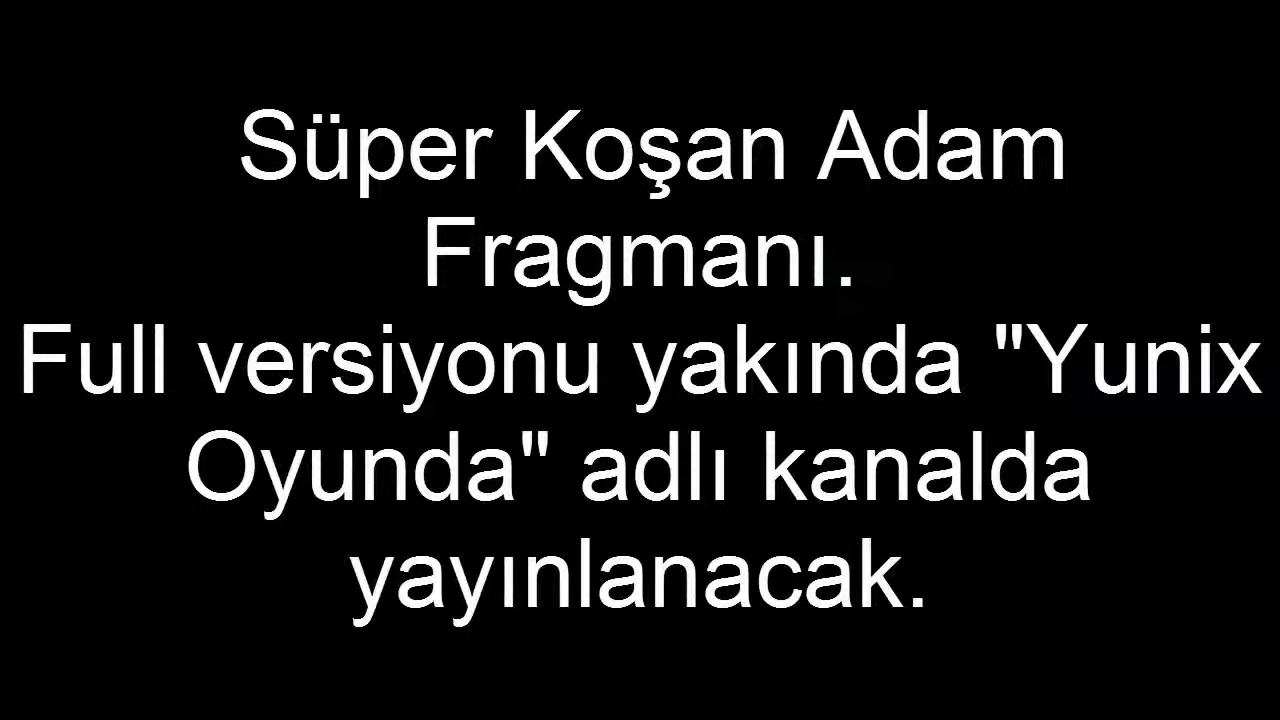 Süper Koşan Adam
Fragmanı.
Full versiyonu yakında "Yunix
Oyunda" adlı kanalda
yayınlanacak.